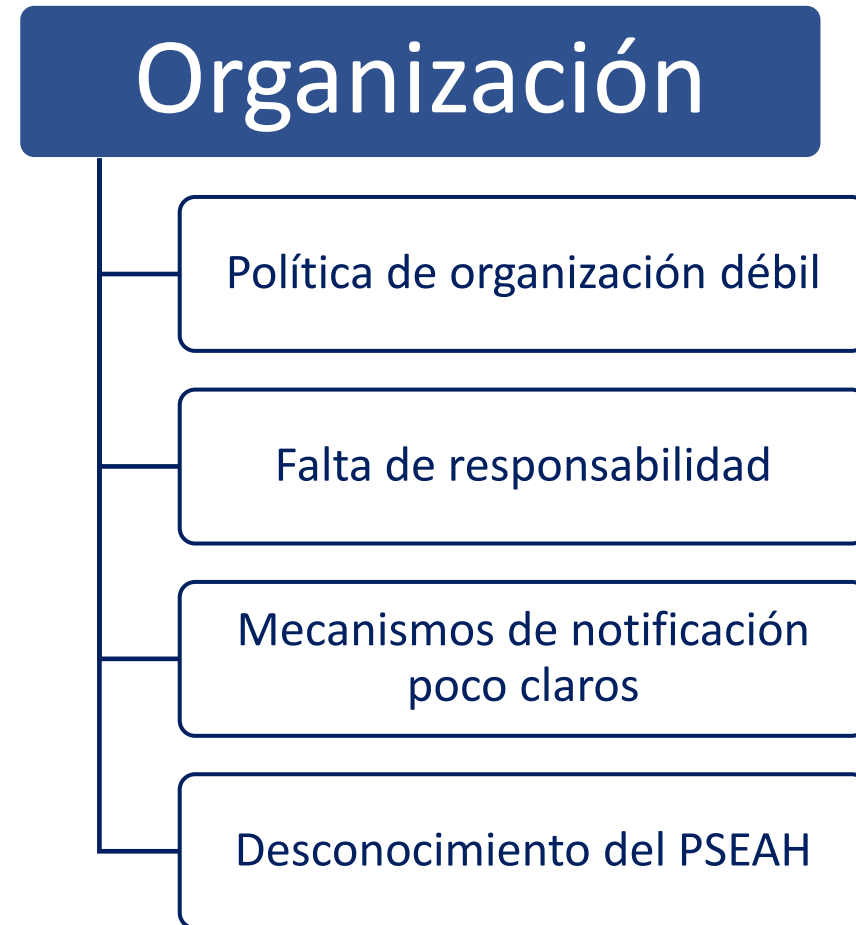 Organización
Política de organización débil
Falta de responsabilidad
Mecanismos de notificación
poco claros
Desconocimiento del PSEAH